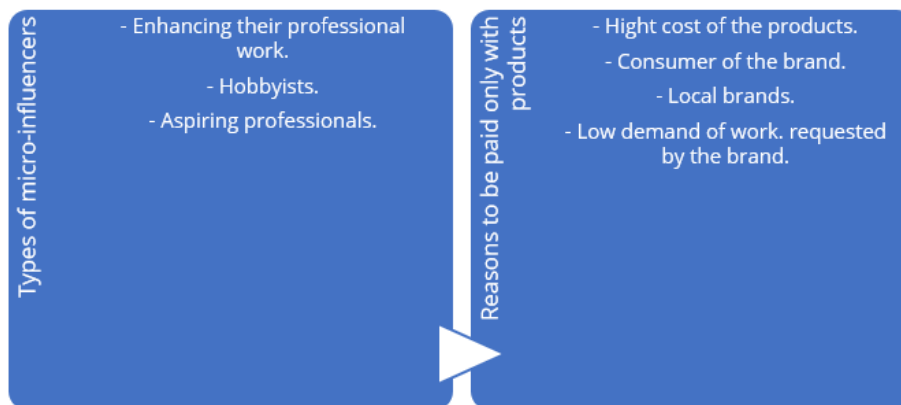 Types of micro-influencers
- Enhancing their professional
work.
- Hobbyists.
- Aspiring professionals.
Reasons to be paid only with
products
- Hight cost of the products.
- Consumer of the brand.
- Local brands.
- Low demand of work. requested
by the brand.